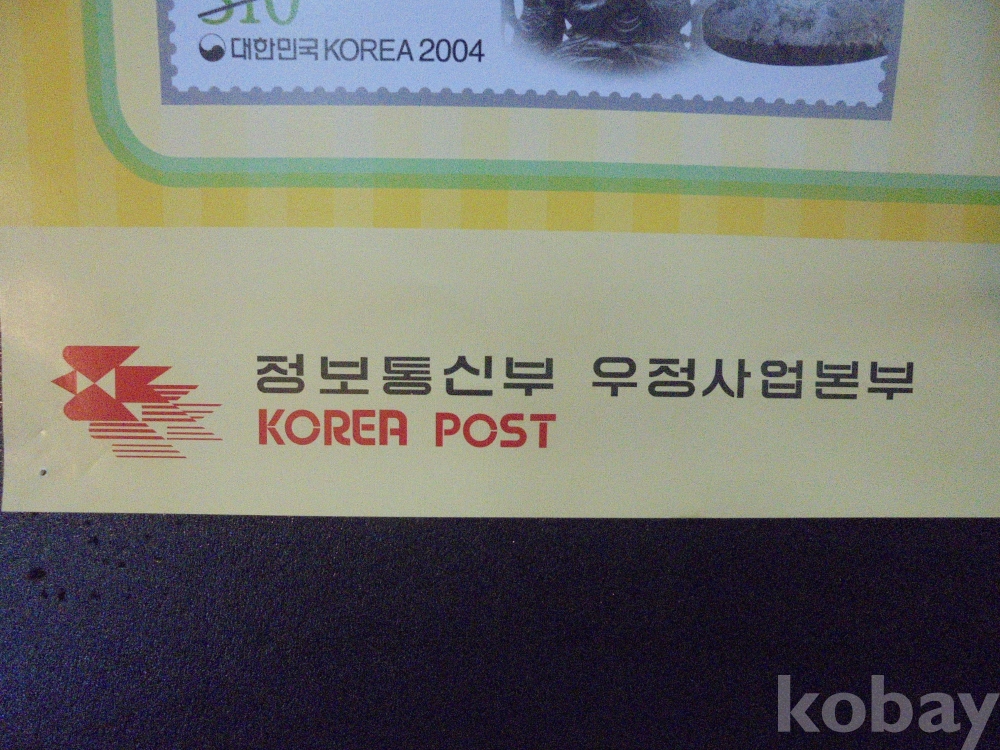 310
대한민국 KOREA 2004
정보통신부 우정사업본부
KOREA POST
kobay